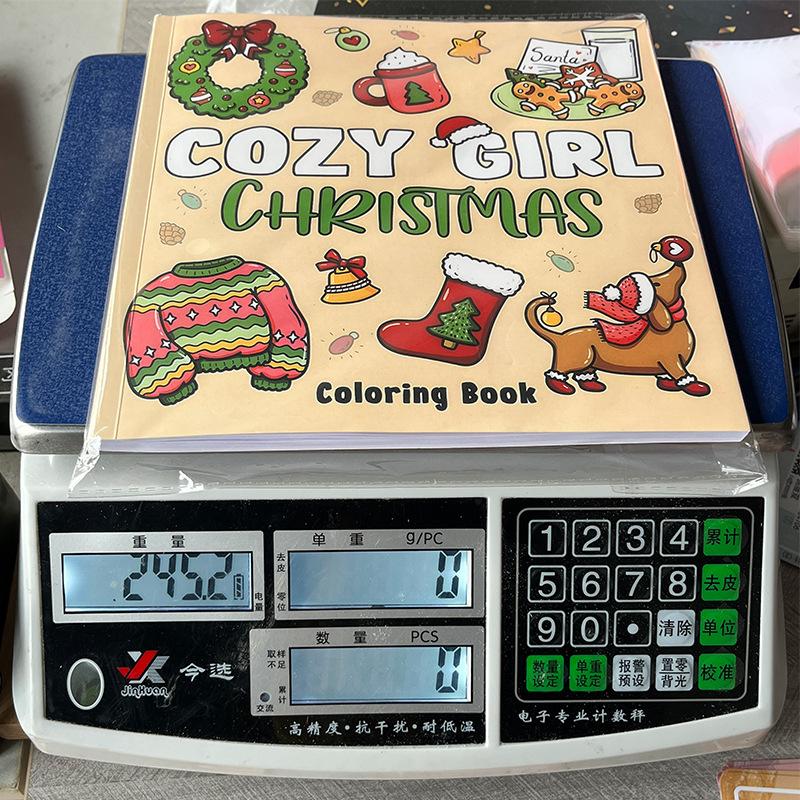 Santa
COZY GIRL
CHRISTMAS
Coloring Book
重量
245.2
电量
单重 g/PC
去皮
零位
0
数量 PCS
取样不足
累计
交流
0
JinXuan
今选
高精度·抗干扰·耐低温
1 2 3 4 累计
5 6 7 8 去皮
9 0 • 清除 单位
数量设定 单重设定 报警预设 置零背光 校准
电子专业计数秤